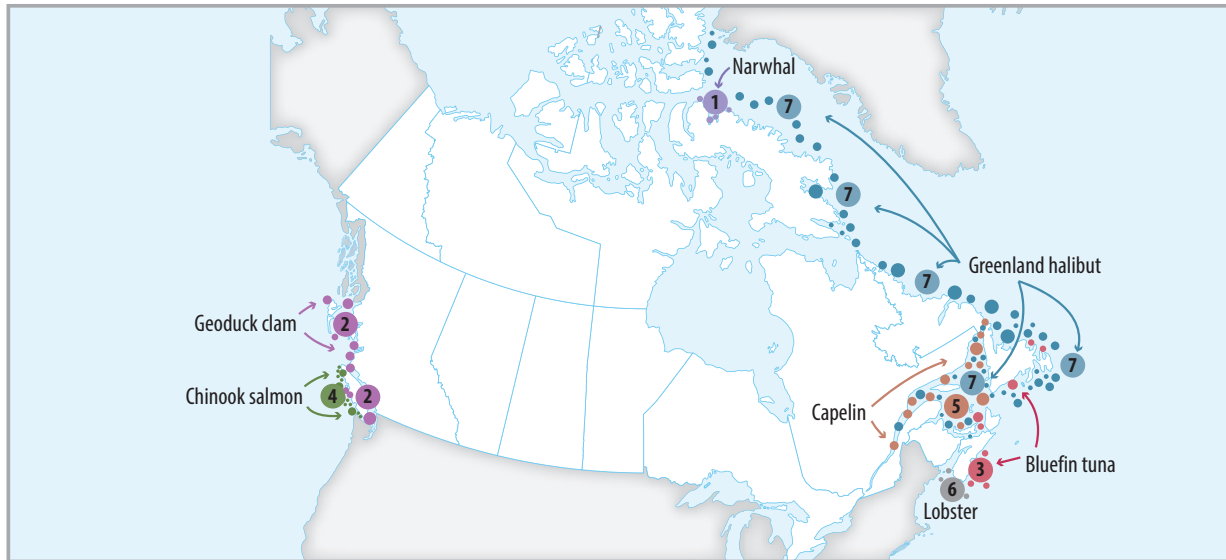 Narwhal
1
7
7
Greenland halibut
7
Geoduck clam
2
7
7
Chinook salmon
4
2
Capelin
5
Bluefin tuna
3
6
Lobster